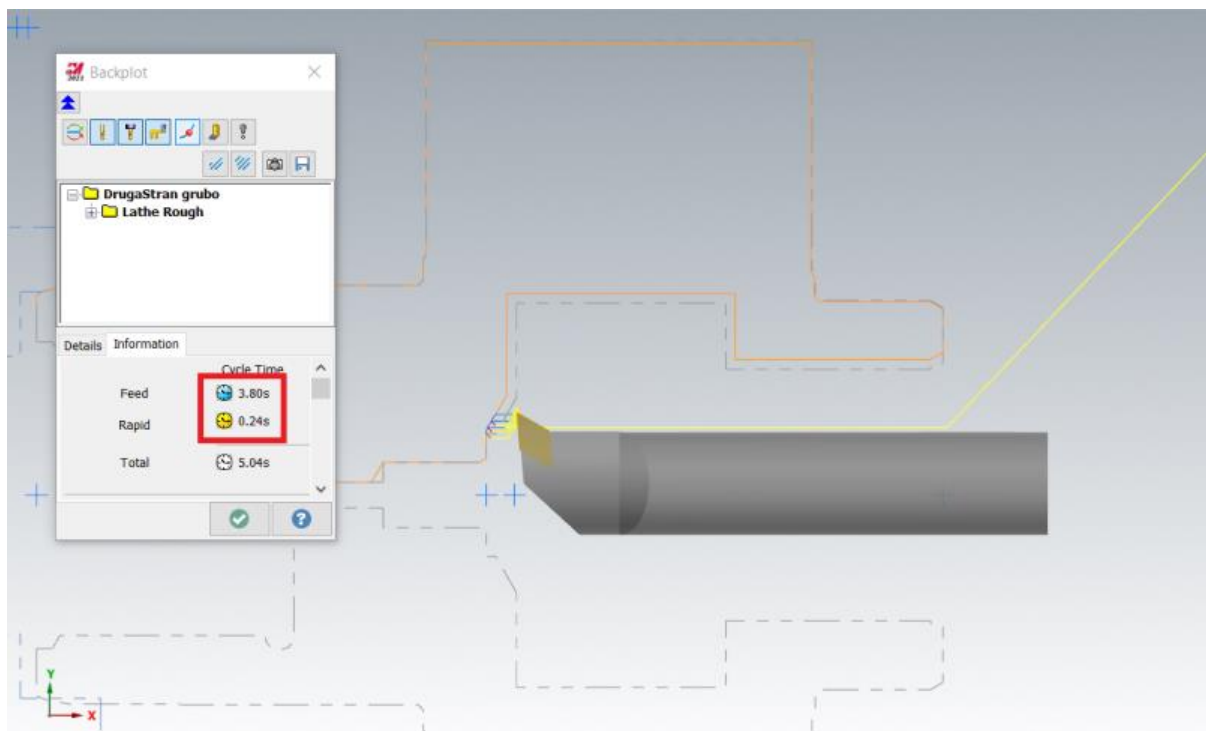 Backplot
DrugaStran grubo
Lathe Rough
Details Information
Cycle Time
Feed 3.80s
Rapid 0.24s
Total 5.04s
Y
X